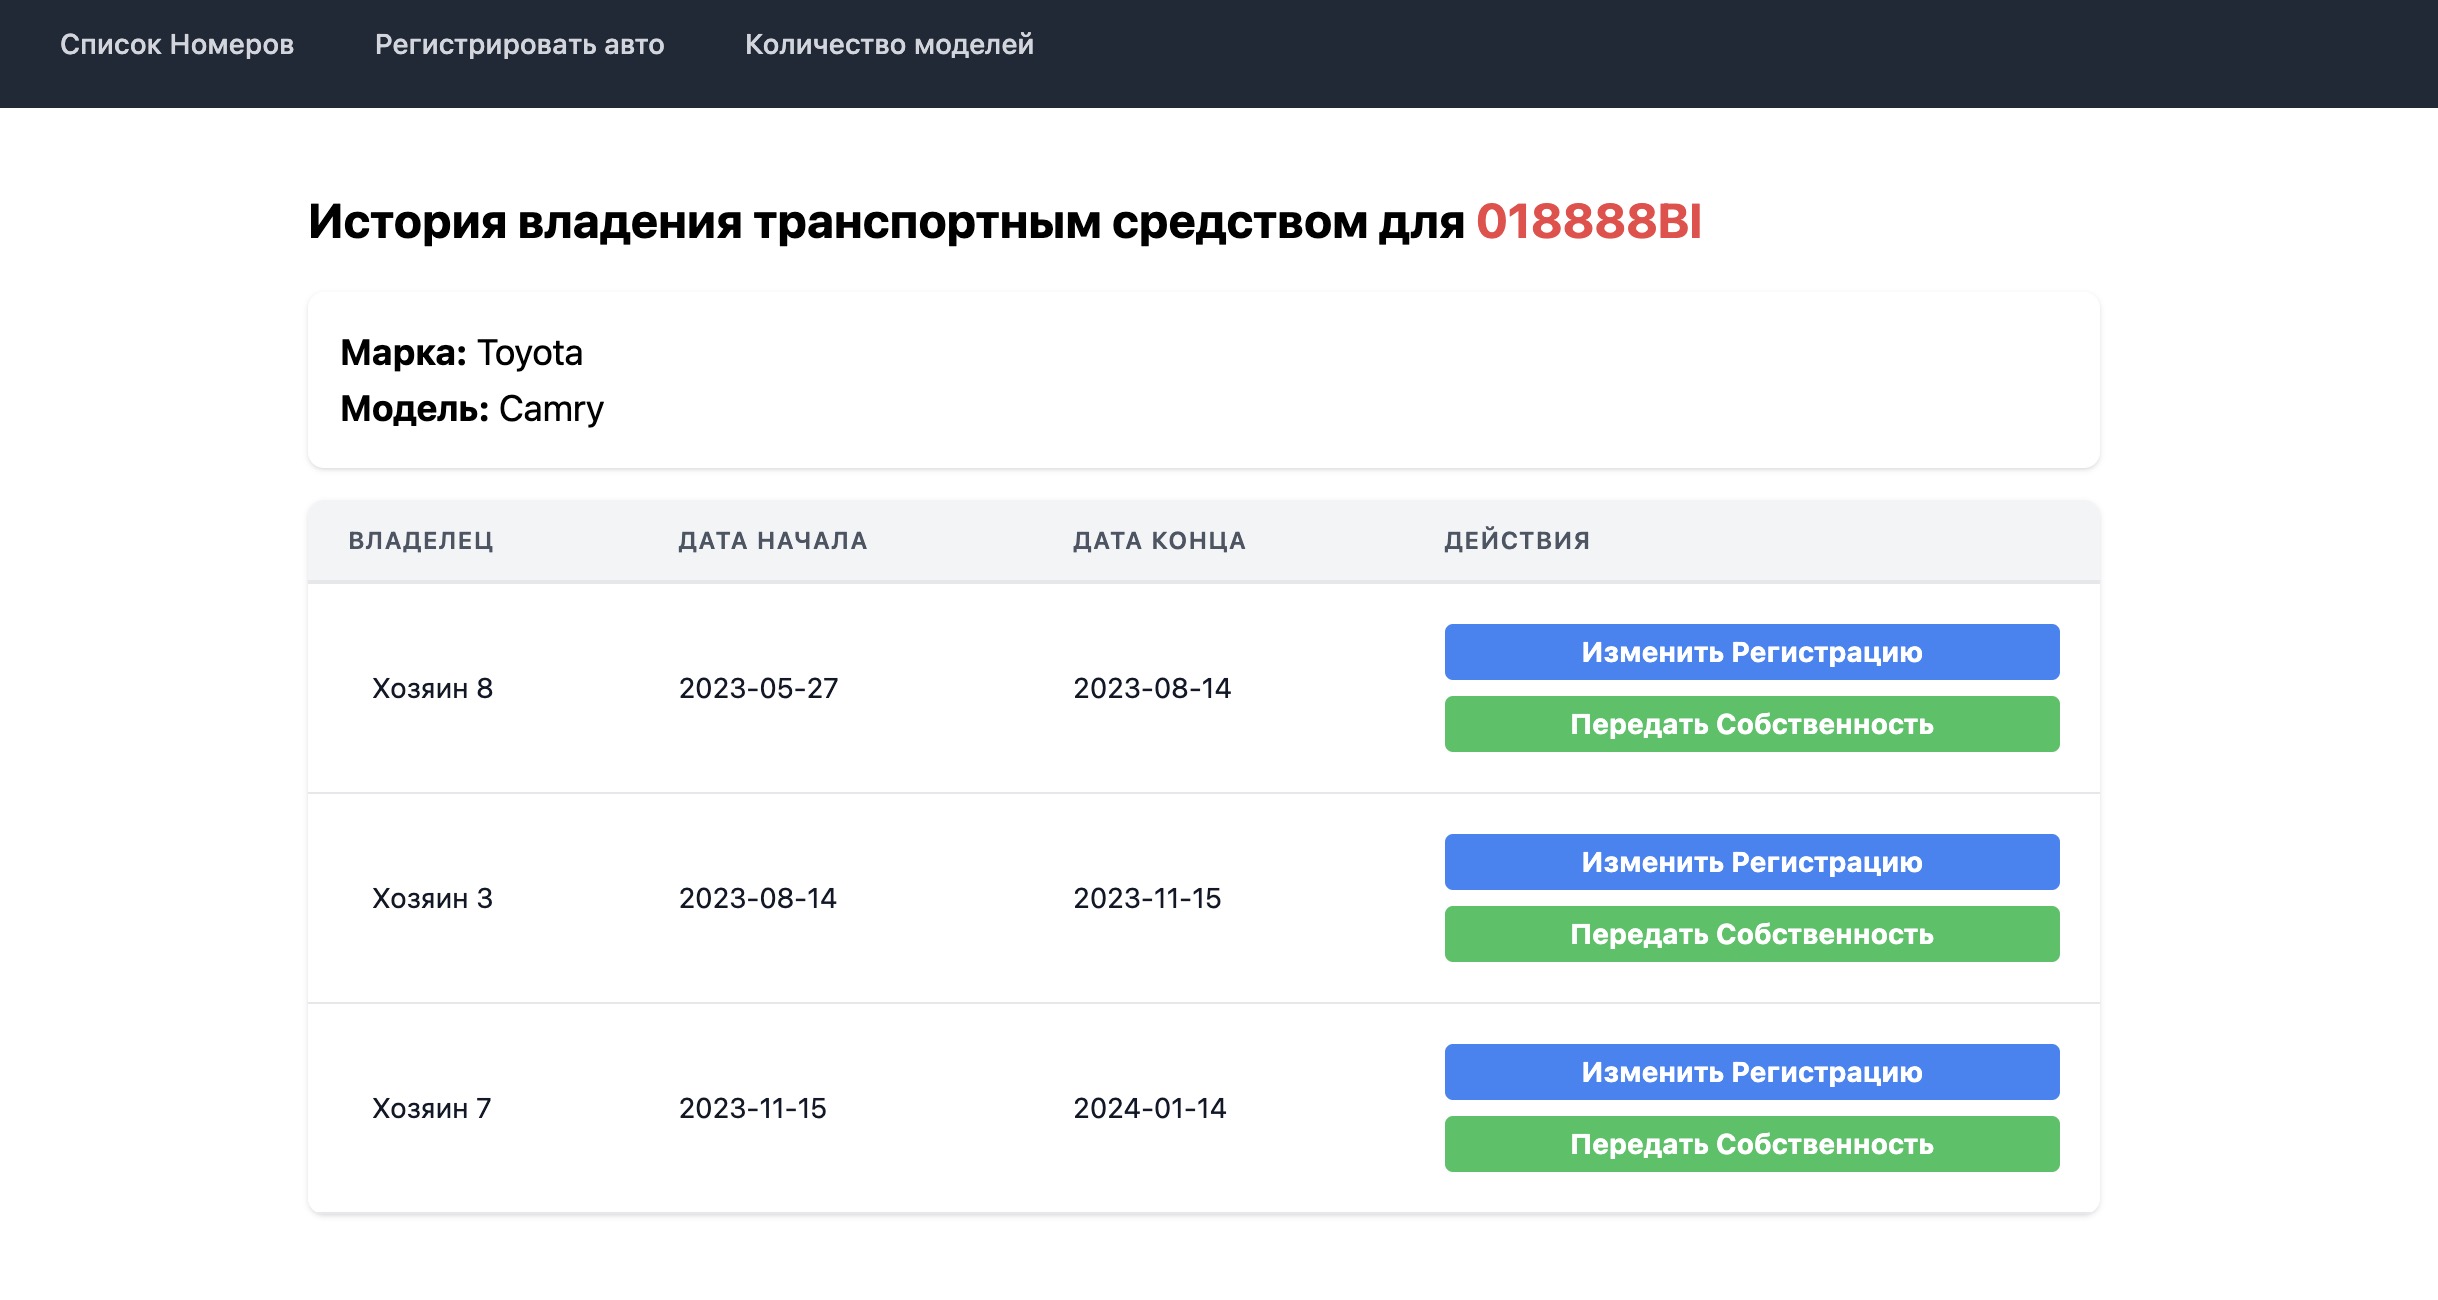 Список Номеров Регистрировать авто Количество моделей
История владения транспортным средством для 018888BI
Марка: Toyota
Модель: Camry
ВЛАДЕЛЕЦ ДАТА НАЧАЛА ДАТА КОНЦА ДЕЙСТВИЯ
Изменить Регистрацию
Хозяин 8 2023-05-27 2023-08-14
Передать Собственность
Изменить Регистрацию
Хозяин 3 2023-08-14 2023-11-15
Передать Собственность
Изменить Регистрацию
Хозяин 7 2023-11-15 2024-01-14
Передать Собственность